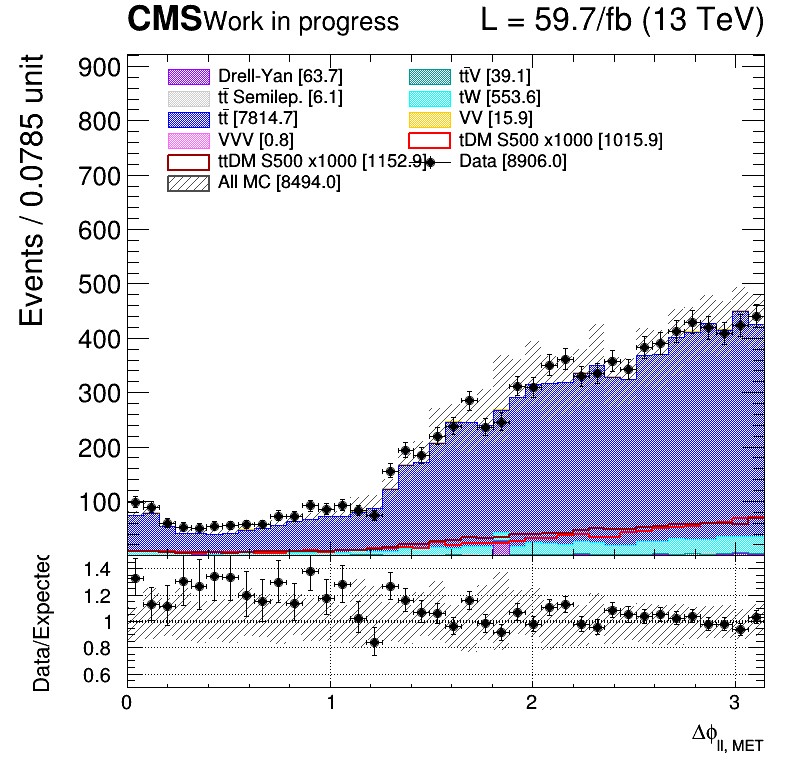 CMS Work in progress L = 59.7/fb (13 TeV)
Events / 0.0785 unit
900
800
700
600
500
400
300
200
100
Drell-Yan [63.7]
tt̄V [39.1]
tt̄ Semilep. [6.1]
tW [553.6]
tt̄ [7814.7]
VV [15.9]
VVV [0.8]
tDM S500 x1000 [1015.9]
ttDM S500 x1000 [1152.9]
Data [8906.0]
All MC [8494.0]
Data/Expected
1.4
1.2
1
0.8
0.6
0 1 2 3
Δϕll, MET